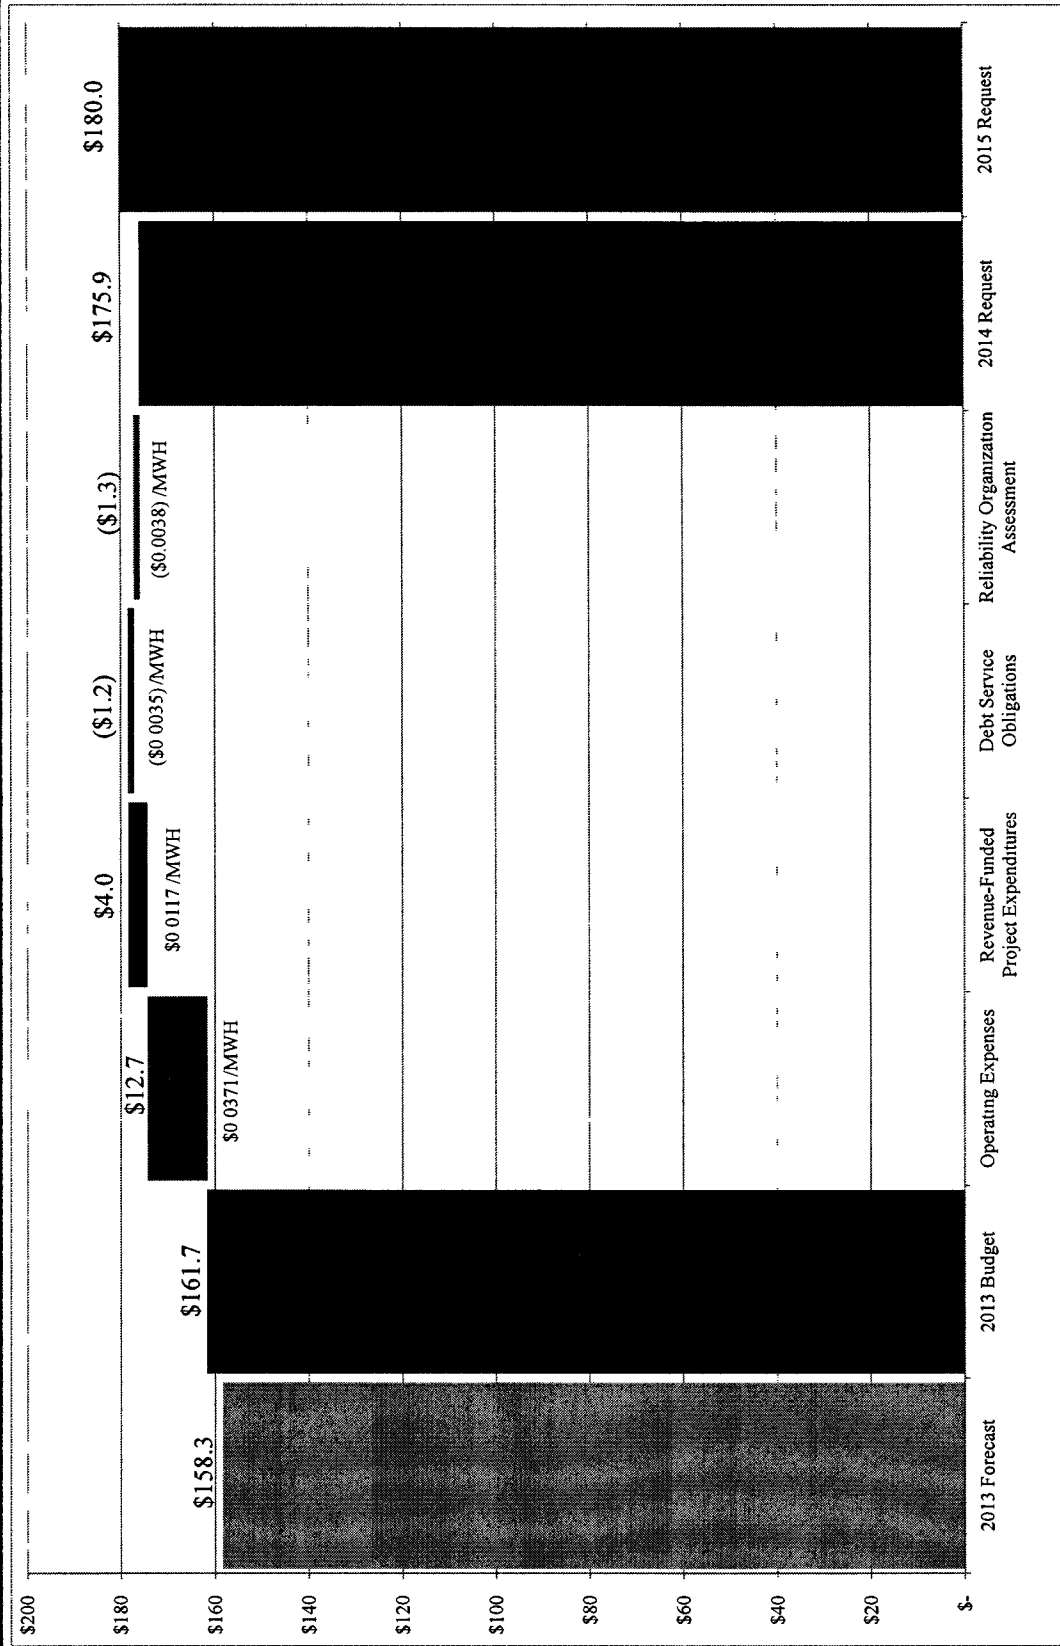 $200
$180
$160
$140
$120
$100
$80
$60
$40
$20
$-
$158.3
$161.7
$12.7
$0 0371/MWH
$4.0
$0 0117 /MWH
($1.2)
($0 0035) /MWH
($1.3)
($0.0038) /MWH
$175.9
$180.0
2013 Forecast
2013 Budget
Operating Expenses
Revenue-Funded
Project Expenditures
Debt Service
Obligations
Reliability Organization
Assessment
2014 Request
2015 Request